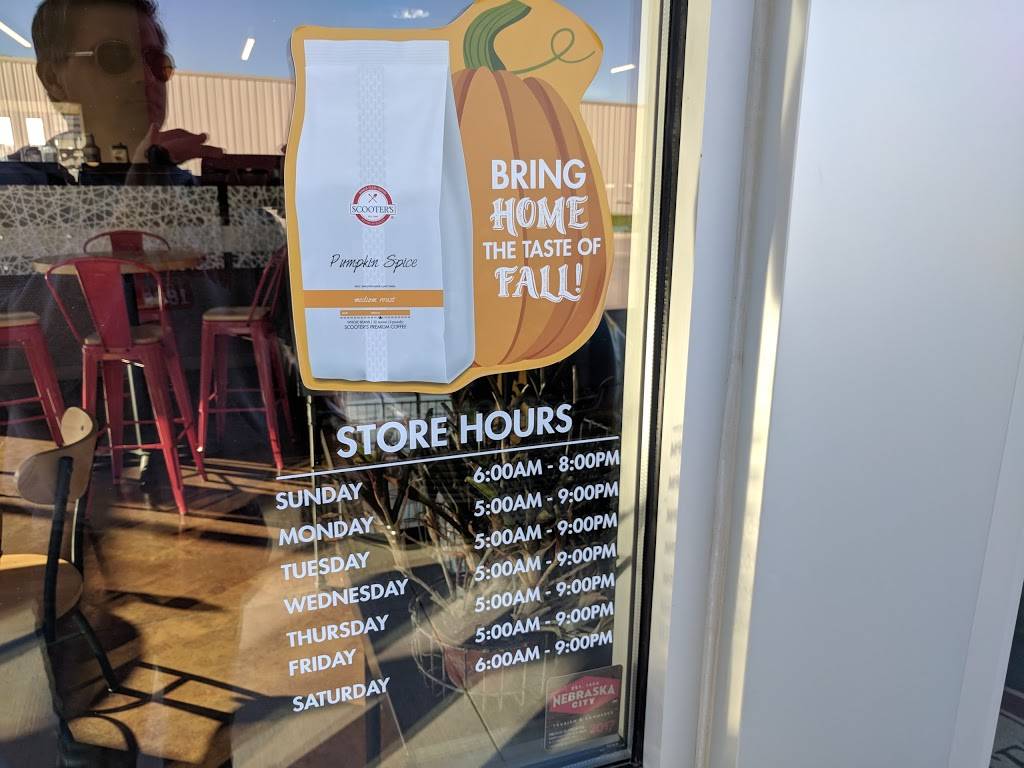 BRING
HOME
THE TASTE OF
FALL!
SCOOTER'S
Pumpkin Spice
medium roast
SCOOTER'S PREMIUM COFFEE
STORE HOURS
SUNDAY 6:00AM - 8:00PM
MONDAY 5:00AM - 9:00PM
TUESDAY 5:00AM - 9:00PM
WEDNESDAY 5:00AM - 9:00PM
THURSDAY 5:00AM - 9:00PM
FRIDAY 5:00AM - 9:00PM
SATURDAY 6:00AM - 9:00PM
NEBRASKA
CITY
TOURISM & COMMERCE